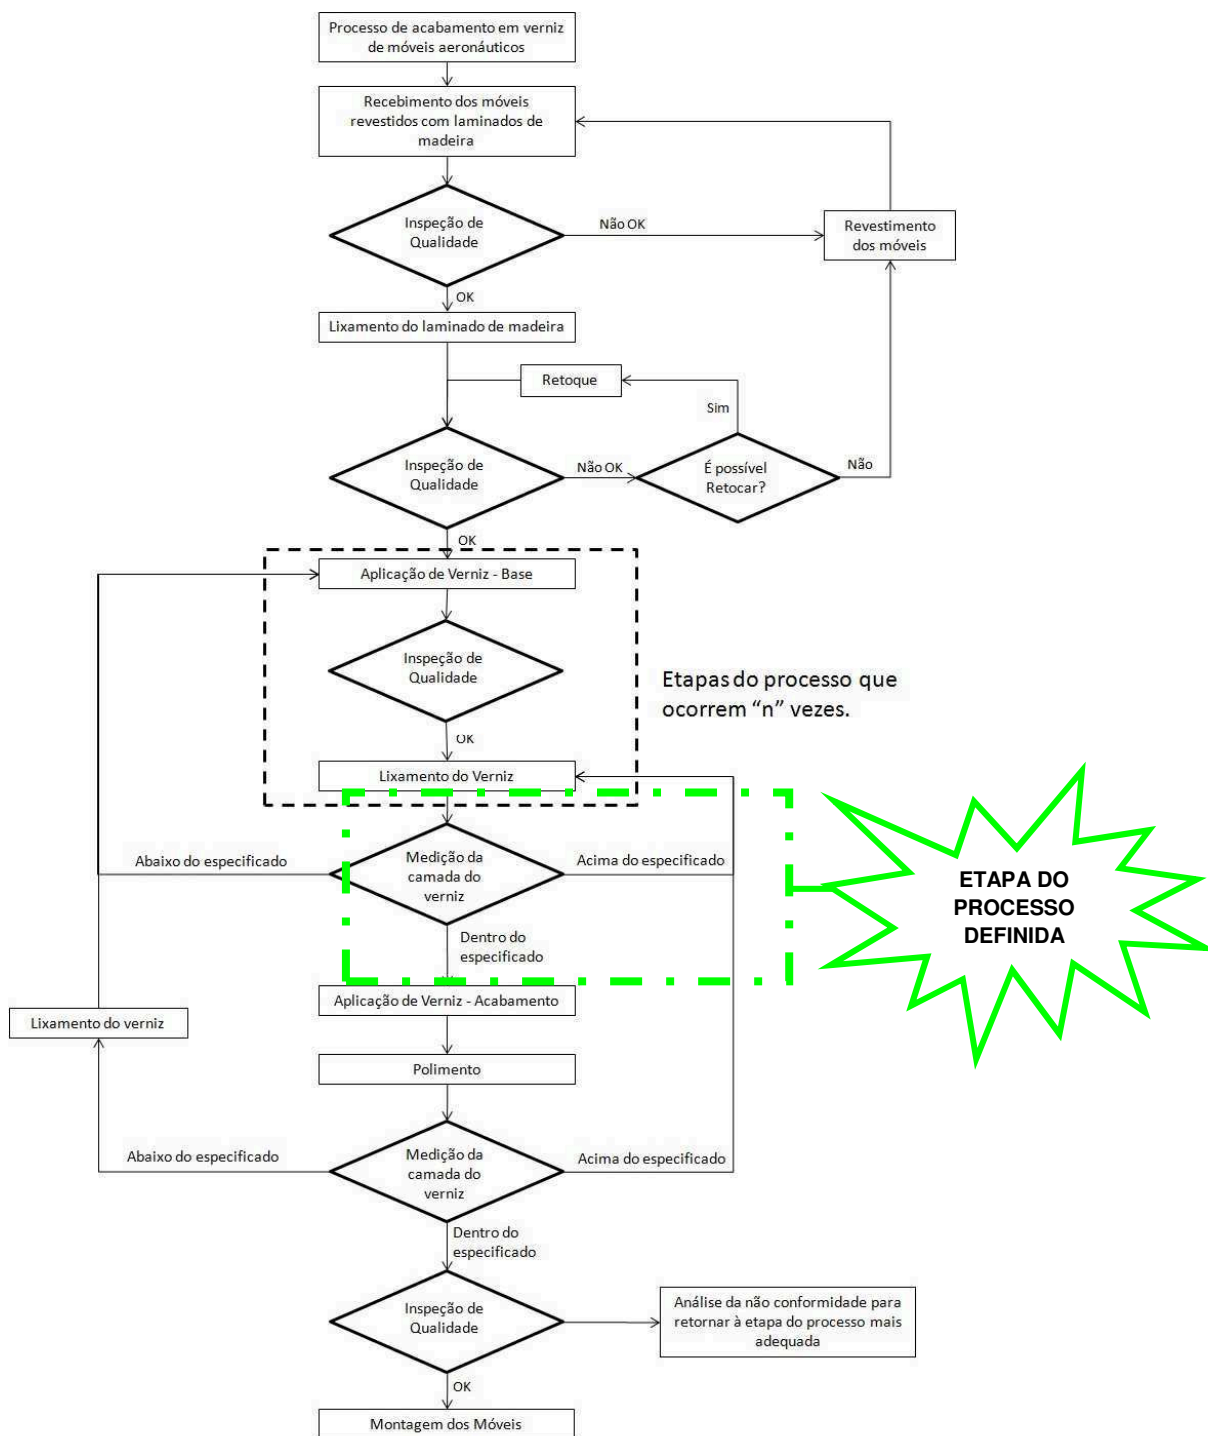 Processo de acabamento em verniz
de móveis aeronáuticos
Recebimento dos móveis
revestidos com laminados de
madeira
Inspeção de
Qualidade
Não OK
Revestimento
dos móveis
OK
Lixamento do laminado de madeira
Retoque
Sim
Inspeção de
Qualidade
Não OK
É possível
Retocar?
Não
OK
Aplicação de Verniz - Base
Inspeção de
Qualidade
Etapas do processo que
ocorrem “n” vezes.
OK
Lixamento do Verniz
Abaixo do especificado
Medição da
camada do
verniz
Acima do especificado
ETAPA DO
PROCESSO
DEFINIDA
Dentro do
especificado
Aplicação de Verniz - Acabamento
Lixamento do verniz
Polimento
Abaixo do especificado
Medição da
camada do
verniz
Acima do especificado
Dentro do
especificado
Inspeção de
Qualidade
Análise da não conformidade para
retornar à etapa do processo mais
adequada
OK
Montagem dos Móveis